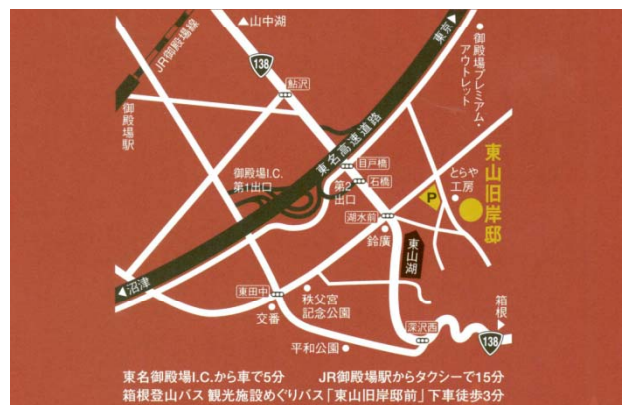 ▲山中湖
東京▶
138
JR御殿場線
御殿場プレミアム・
アウトレット
鮎沢
御殿場駅
東名高速道路
目戸橋
石橋
御殿場I.C.
第1出口
第2
出口
とらや
工房
東山旧岸邸
P
湖水前
鈴廣
東山湖
◀沼津
東田中
交番
秩父宮
記念公園
箱根
▶
深沢西
138
平和公園
東名御殿場I.C.から車で5分 JR御殿場駅からタクシーで15分
箱根登山バス 観光施設めぐりバス「東山旧岸邸前」下車徒歩3分